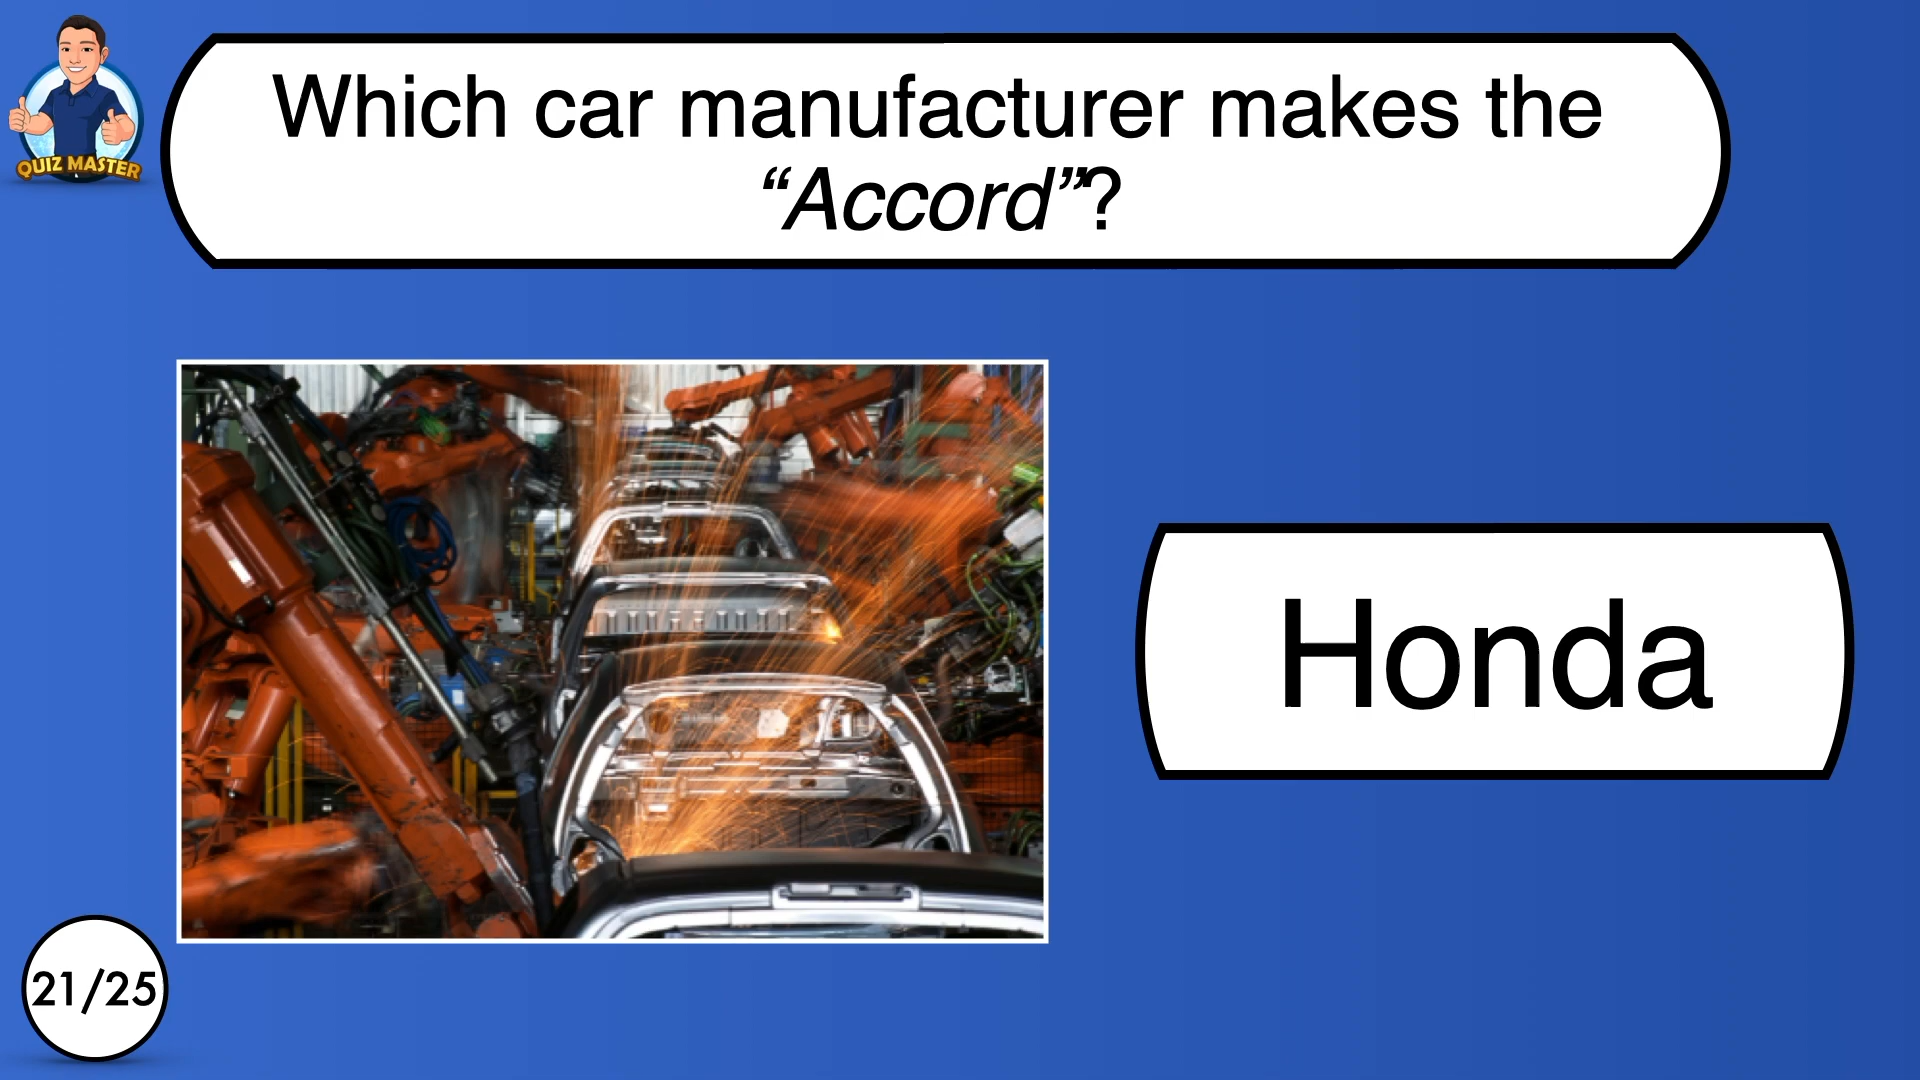 QUIZ MASTER
Which car manufacturer makes the
“Accord”?
Honda
21/25